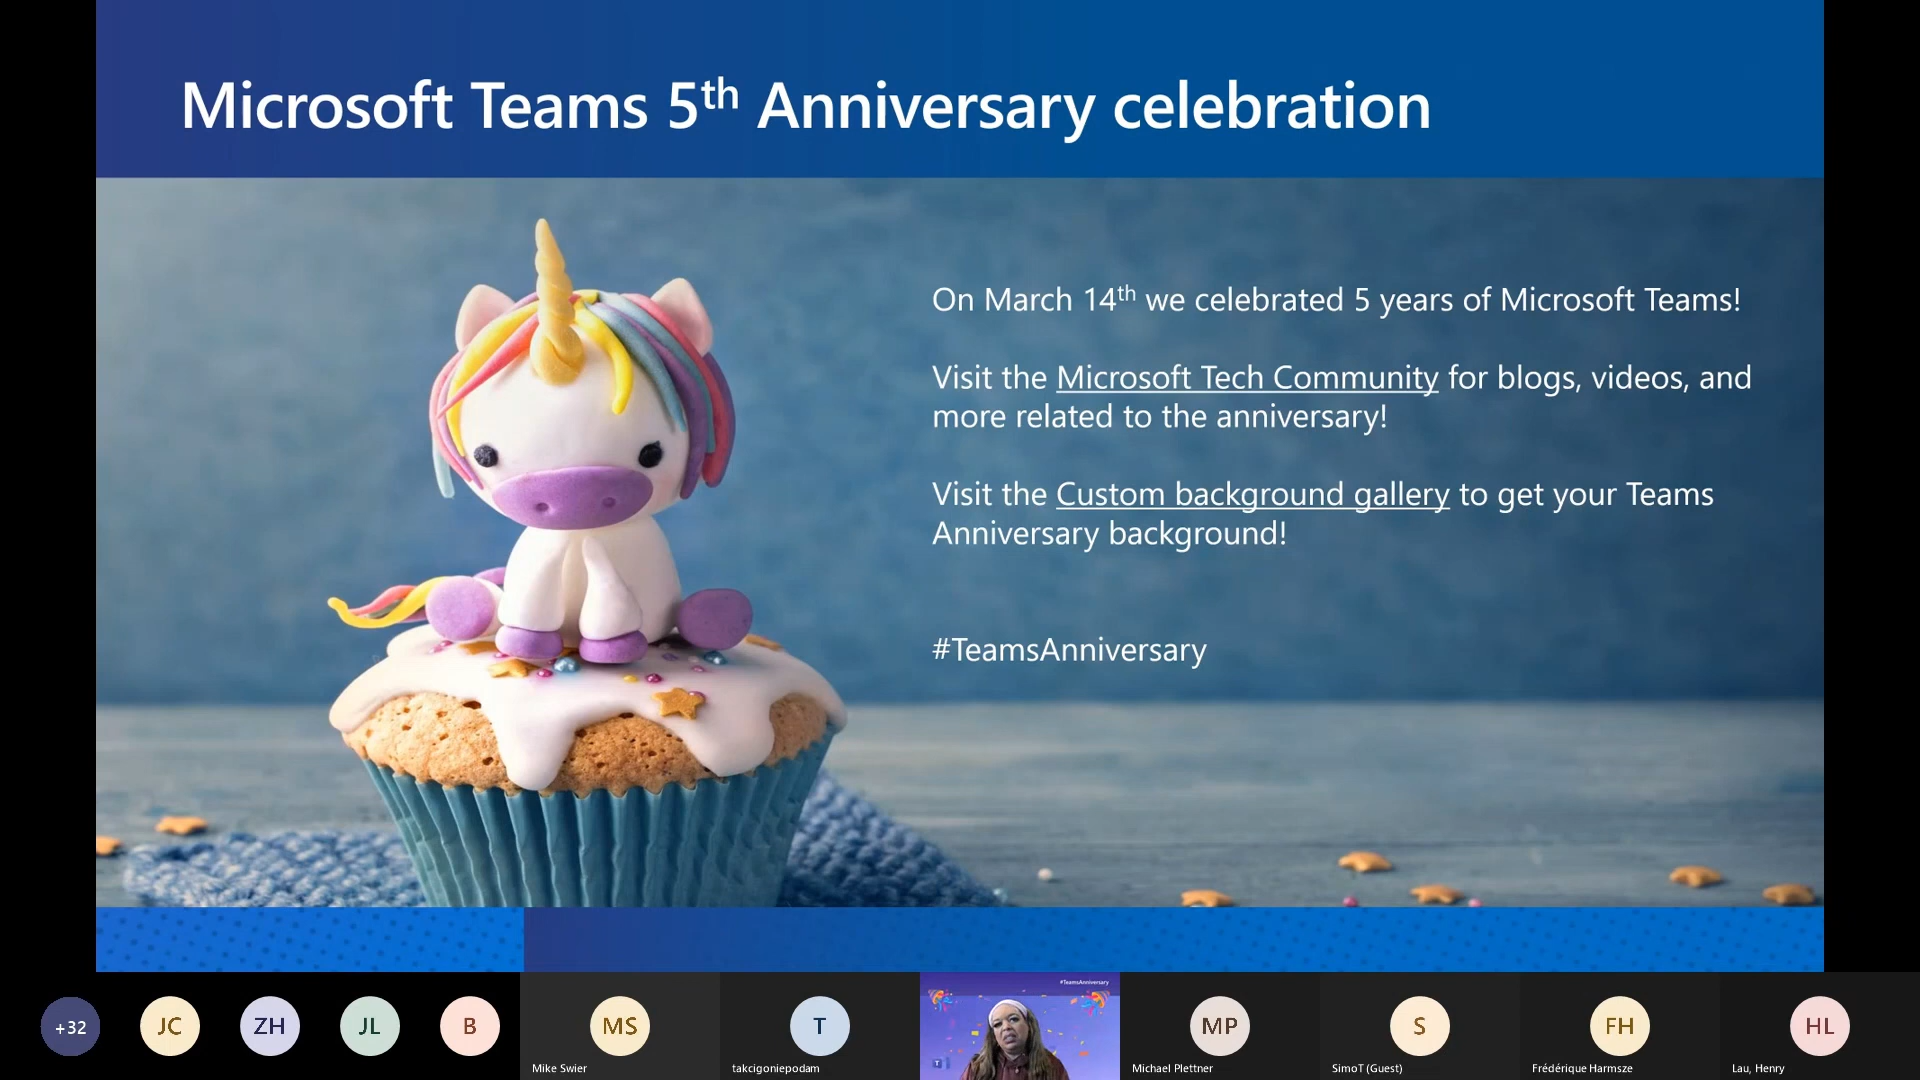 Microsoft Teams 5th Anniversary celebration
On March 14th we celebrated 5 years of Microsoft Teams!
Visit the Microsoft Tech Community for blogs, videos, and
more related to the anniversary!
Visit the Custom background gallery to get your Teams
Anniversary background!
#TeamsAnniversary
+32
JC
ZH
JL
B
MS
Mike Swier
T
takcigoniepodam
#TeamsAnniversary
MP
Michael Plettner
S
SimoT (Guest)
FH
Frédérique Harmsze
HL
Lau, Henry